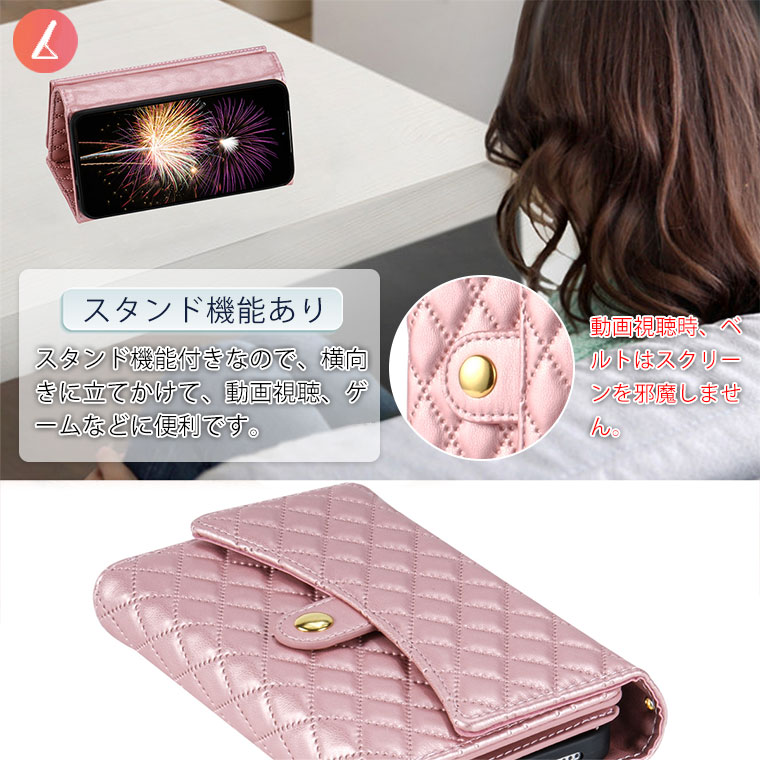 スタンド機能あり
スタンド機能付きなので、横向
きに立てかけて、動画視聴、ゲ
ームなどに便利です。
動画視聴時、ベ
ルトはスクリー
ンを邪魔しませ
ん。